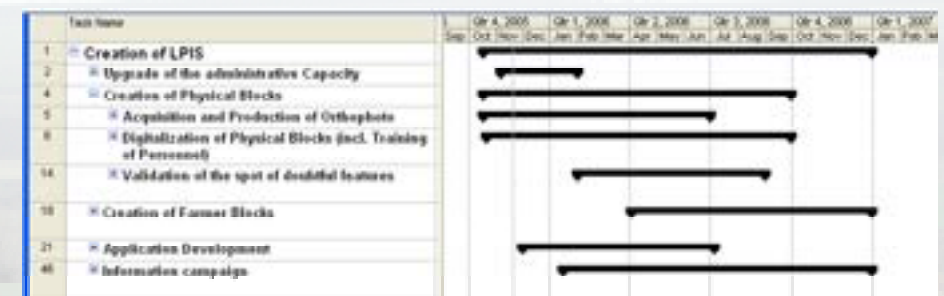 Task Name Qtr 4, 2005 Qtr 1, 2006 Qtr 2, 2006 Qtr 3, 2006 Qtr 4, 2006 Qtr 1, 2007
Sep Oct Nov Dec Jan Feb Mar Apr May Jun Jul Aug Sep Oct Nov Dec Jan Feb M
1 Creation of LPIS
2 Upgrade of the administrative Capacity
4 Creation of Physical Blocks
5 Acquisition and Production of Orthophoto
Digitalization of Physical Blocks (incl. Training
of Personnel)
14 Validation of the spot of doubtful features
Creation of Farmer Blocks
21 Application Development
Information campaign